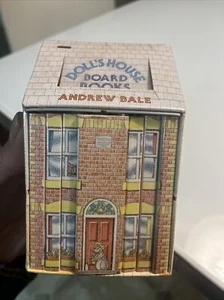 DOLL'S HOUSE
BOARD
BOOKS
ANDREW DALE